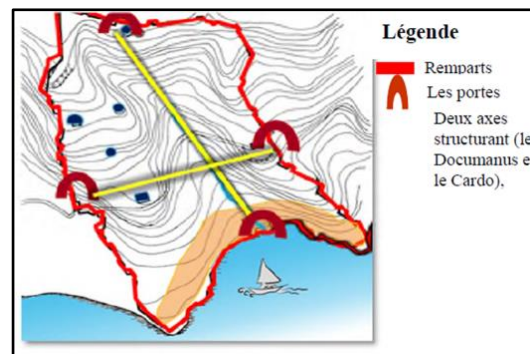 Légende
Remparts
Les portes
Deux axes
structurant (le
Documanus e
le Cardo),